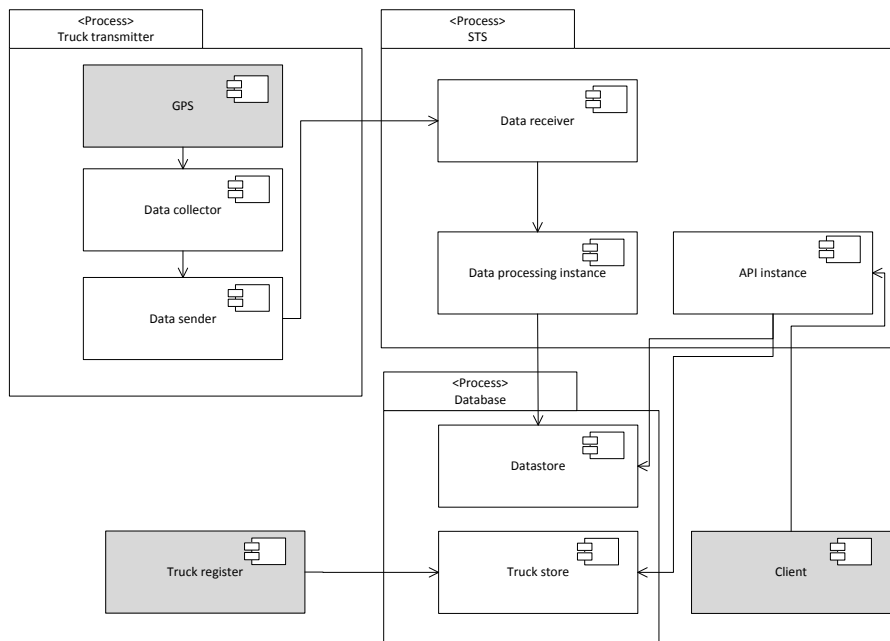 <Process>
Truck transmitter
<Process>
STS
GPS
Data receiver
Data collector
Data processing instance
API instance
Data sender
<Process>
Database
Datastore
Truck register
Truck store
Client